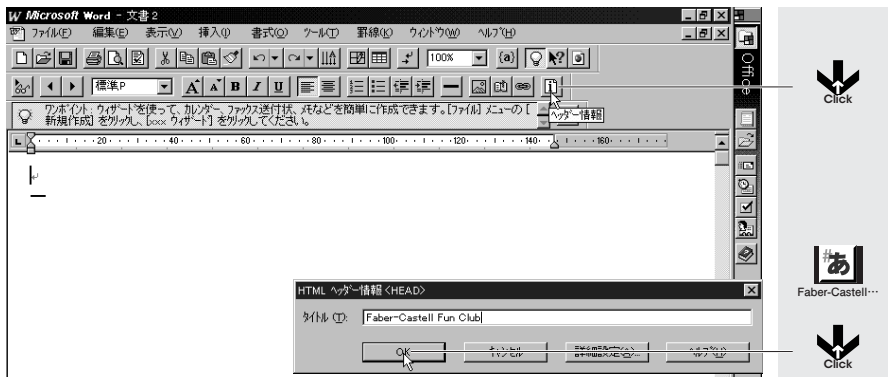 W Microsoft Word - 文書 2
ファイル(F) 編集(E) 表示(V) 挿入(I) 書式(O) ツール(T) 罫線(K) ウィンドウ(W) ヘルプ(H)
100% {a}
標準P A A B I U
ワンポイント: ウィザードを使って、カレンダー、ファックス送付状、メモなどを簡単に作成できます。[ファイル] メニューの [
新規作成] をクリックし、[xxx ウィザード] をクリックしてください。
ヘッダー情報
20 40 60 80 100 120 140 160
Office
Click
HTML ヘッダー情報 <HEAD>
タイトル (T): Faber-Castell Fun Club
OK キャンセル 詳細設定(A)... ヘルプ(H)
#あ
Faber-Castell…
Click